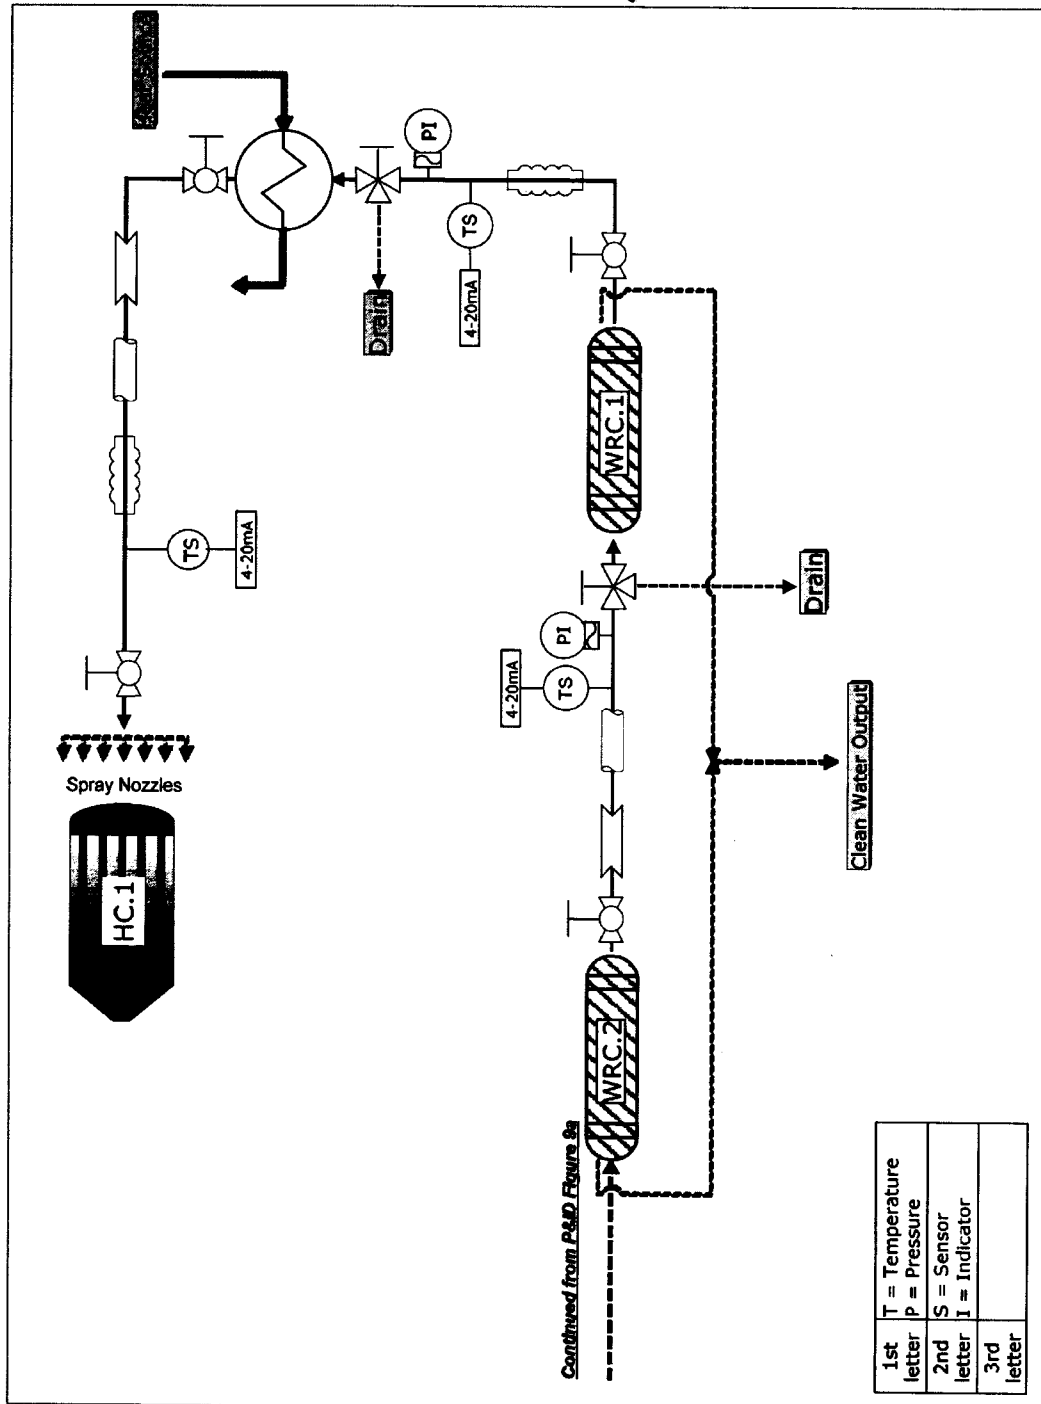 PI
TS
4-20mA
Drain
TS
4-20mA
Spray Nozzles
HC.1
WRC.1
PI
TS
4-20mA
Drain
Clean Water Output
WRC.2
Continued from P&ID Figure 9a
1st letter T = Temperature
P = Pressure
2nd letter S = Sensor
I = Indicator
3rd letter